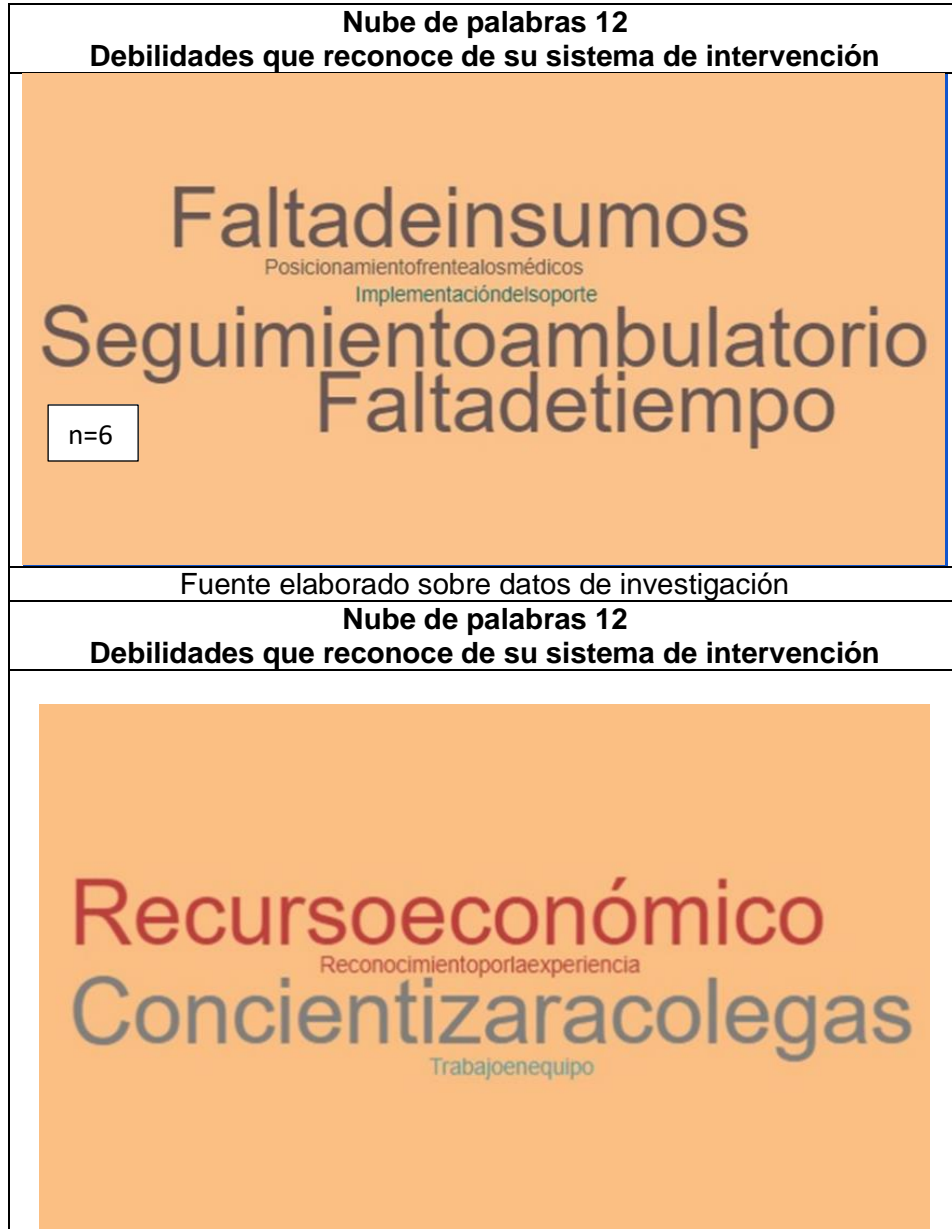 Nube de palabras 12
Debilidades que reconoce de su sistema de intervención
Faltadeinsumos
Posicionamientofrentealosmédicos
Implementacióndelsoporte
Seguimientoambulatorio
Faltadetiempo
n=6
Fuente elaborado sobre datos de investigación
Nube de palabras 12
Debilidades que reconoce de su sistema de intervención
Recursoeconómico
Reconocimientoporlaexperiencia
Concientizaracolegas
Trabajoenequipo